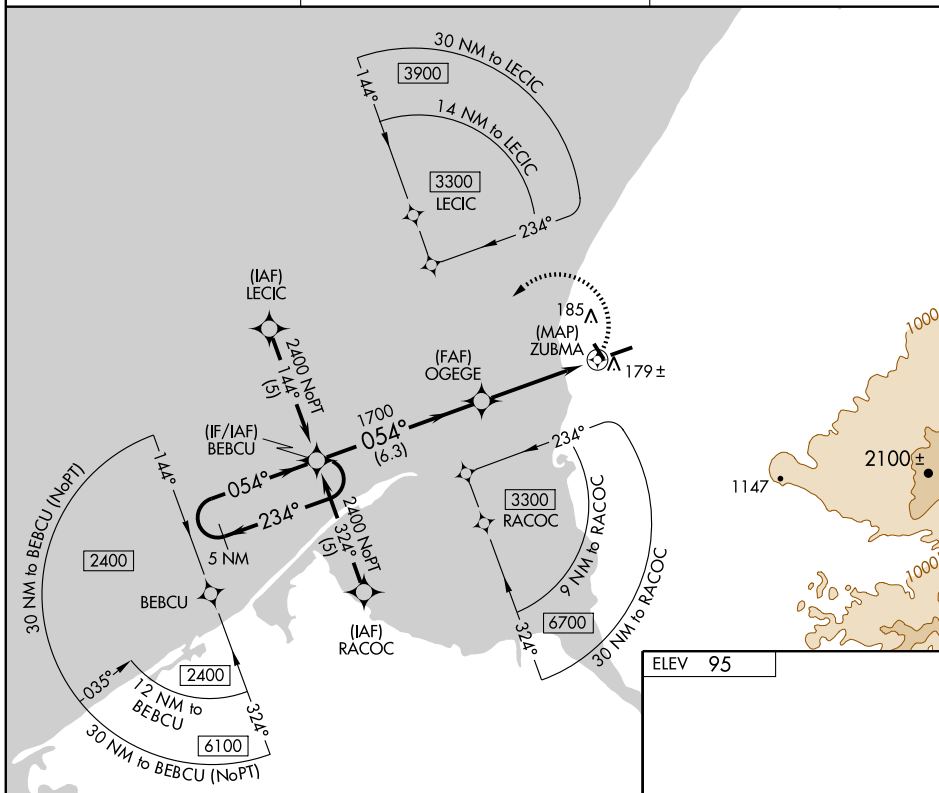 30 NM to LECIC
3900
144°
14 NM to LECIC
3300
LECIC
234°
(IAF)
LECIC
2400 NoPT
144°
(5)
185
(MAP)
ZUBMA
179 ±
(FAF)
OGEGE
1700
054°
(6.3)
(IF/IAF)
BEBCU
054°
234°
5 NM
2400 NoPT
324°
(5)
(IAF)
RACOC
234°
3300
RACOC
9 NM to RACOC
6700
30 NM to RACOC
324°
30 NM to BEBCU (NoPT)
144°
2400
BEBCU
035°
2400
12 NM to
BEBCU
324°
6100
30 NM to BEBCU (NoPT)
1000
2100 ±
1147
1000
ELEV 95